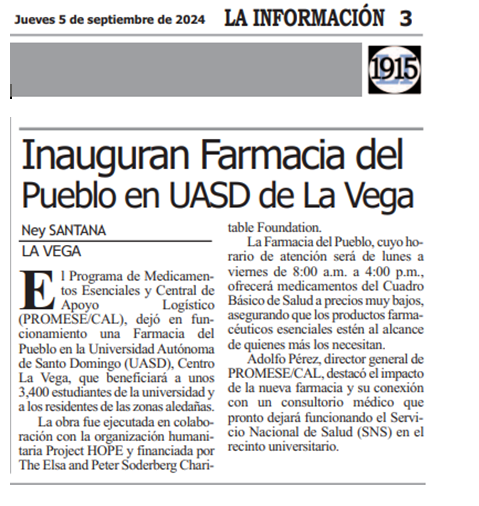 Jueves 5 de septiembre de 2024 LA INFORMACIÓN 3
1915
Inauguran Farmacia del
Pueblo en UASD de La Vega
Ney SANTANA
LA VEGA
El Programa de Medicamen-
tos Esenciales y Central de
Apoyo Logístico
(PROMESE/CAL), dejó en fun-
cionamiento una Farmacia del
Pueblo en la Universidad Autónoma
de Santo Domingo (UASD), Centro
La Vega, que beneficiará a unos
3,400 estudiantes de la universidad y
a los residentes de las zonas aledañas.
La obra fue ejecutada en colabo-
ración con la organización humani-
taria Project HOPE y financiada por
The Elsa and Peter Soderberg Chari-
table Foundation.
La Farmacia del Pueblo, cuyo ho-
rario de atención será de lunes a
viernes de 8:00 a.m. a 4:00 p.m.,
ofrecerá medicamentos del Cuadro
Básico de Salud a precios muy bajos,
asegurando que los productos farma-
céuticos esenciales estén al alcance
de quienes más los necesitan.
Adolfo Pérez, director general de
PROMESE/CAL, destacó el impacto
de la nueva farmacia y su conexión
con un consultorio médico que
pronto dejará funcionando el Servi-
cio Nacional de Salud (SNS) en el
recinto universitario.